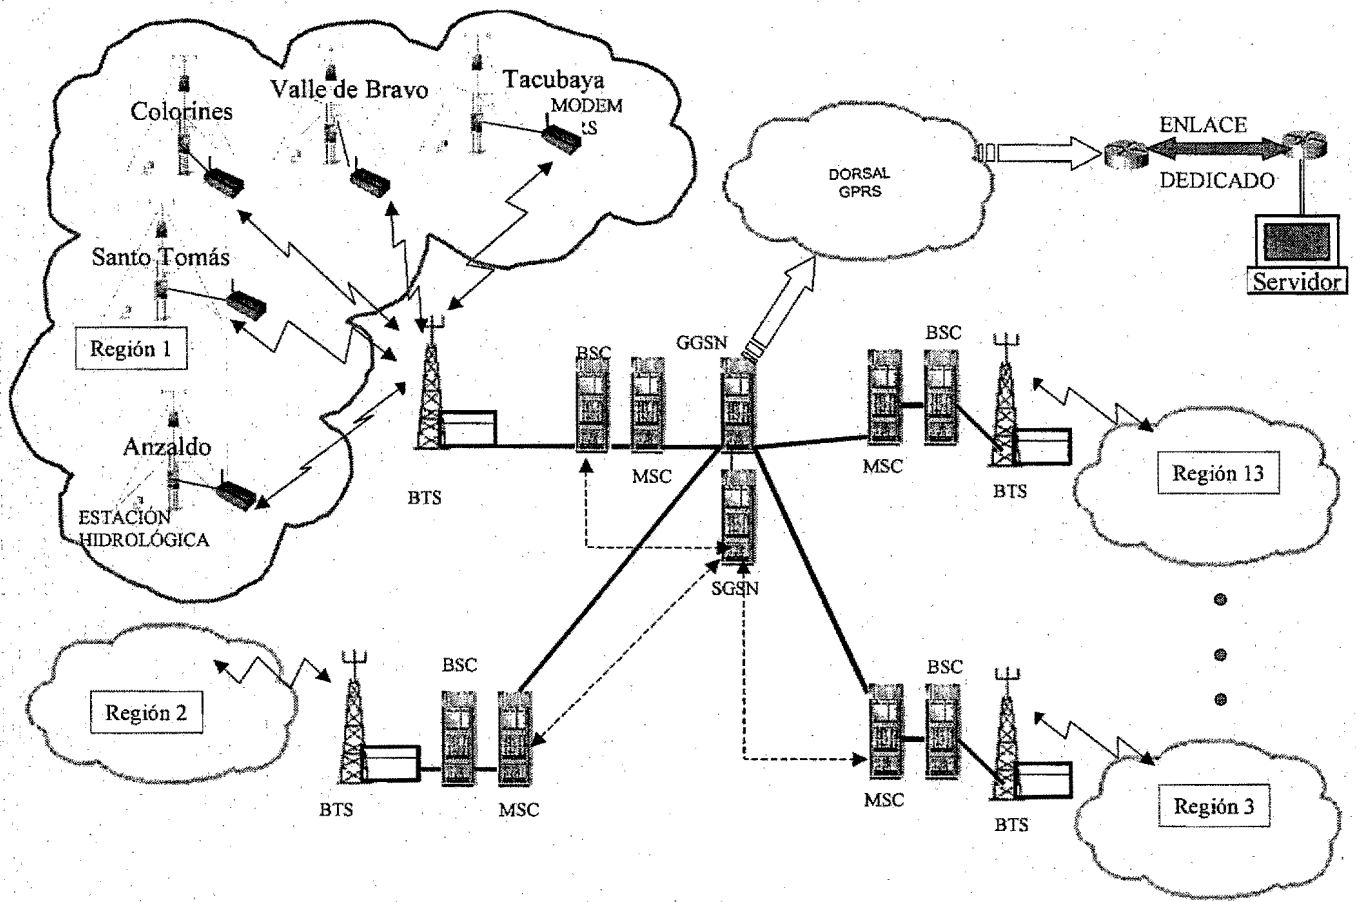 Colorines
Valle de Bravo
Tacubaya
MODEM
RS
Santo Tomás
Región 1
Anzaldo
ESTACIÓN
HIDROLÓGICA
DORSAL
GPRS
ENLACE
DEDICADO
Servidor
BTS
BSC
MSC
GGSN
SGSN
MSC
BSC
BTS
Región 13
Región 2
BTS
BSC
MSC
MSC
BSC
BTS
Región 3